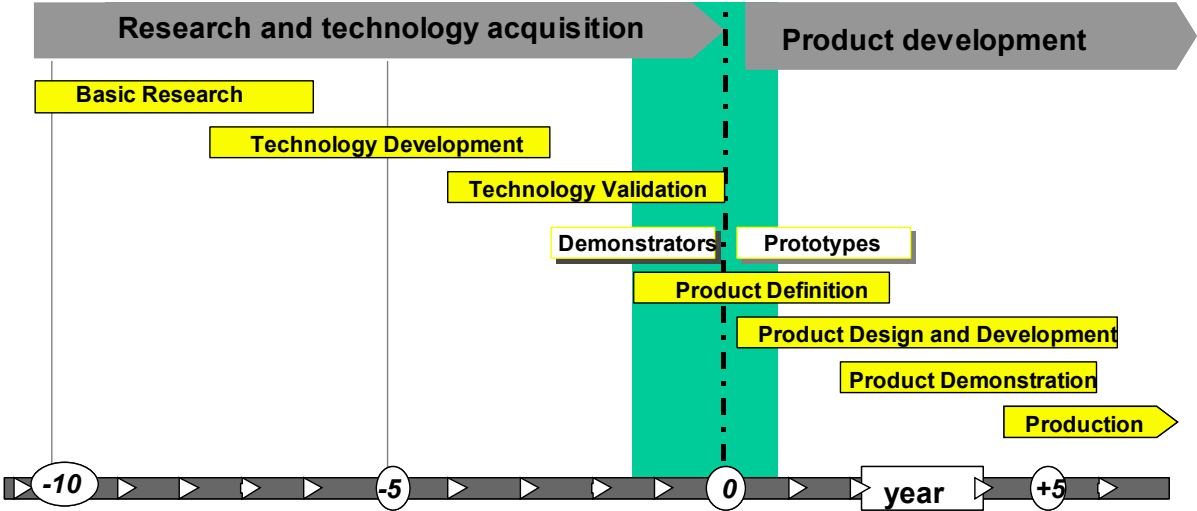 Research and technology acquisition
Product development
Basic Research
Technology Development
Technology Validation
Demonstrators
Prototypes
Product Definition
Product Design and Development
Product Demonstration
Production
-10
-5
0
year
+5